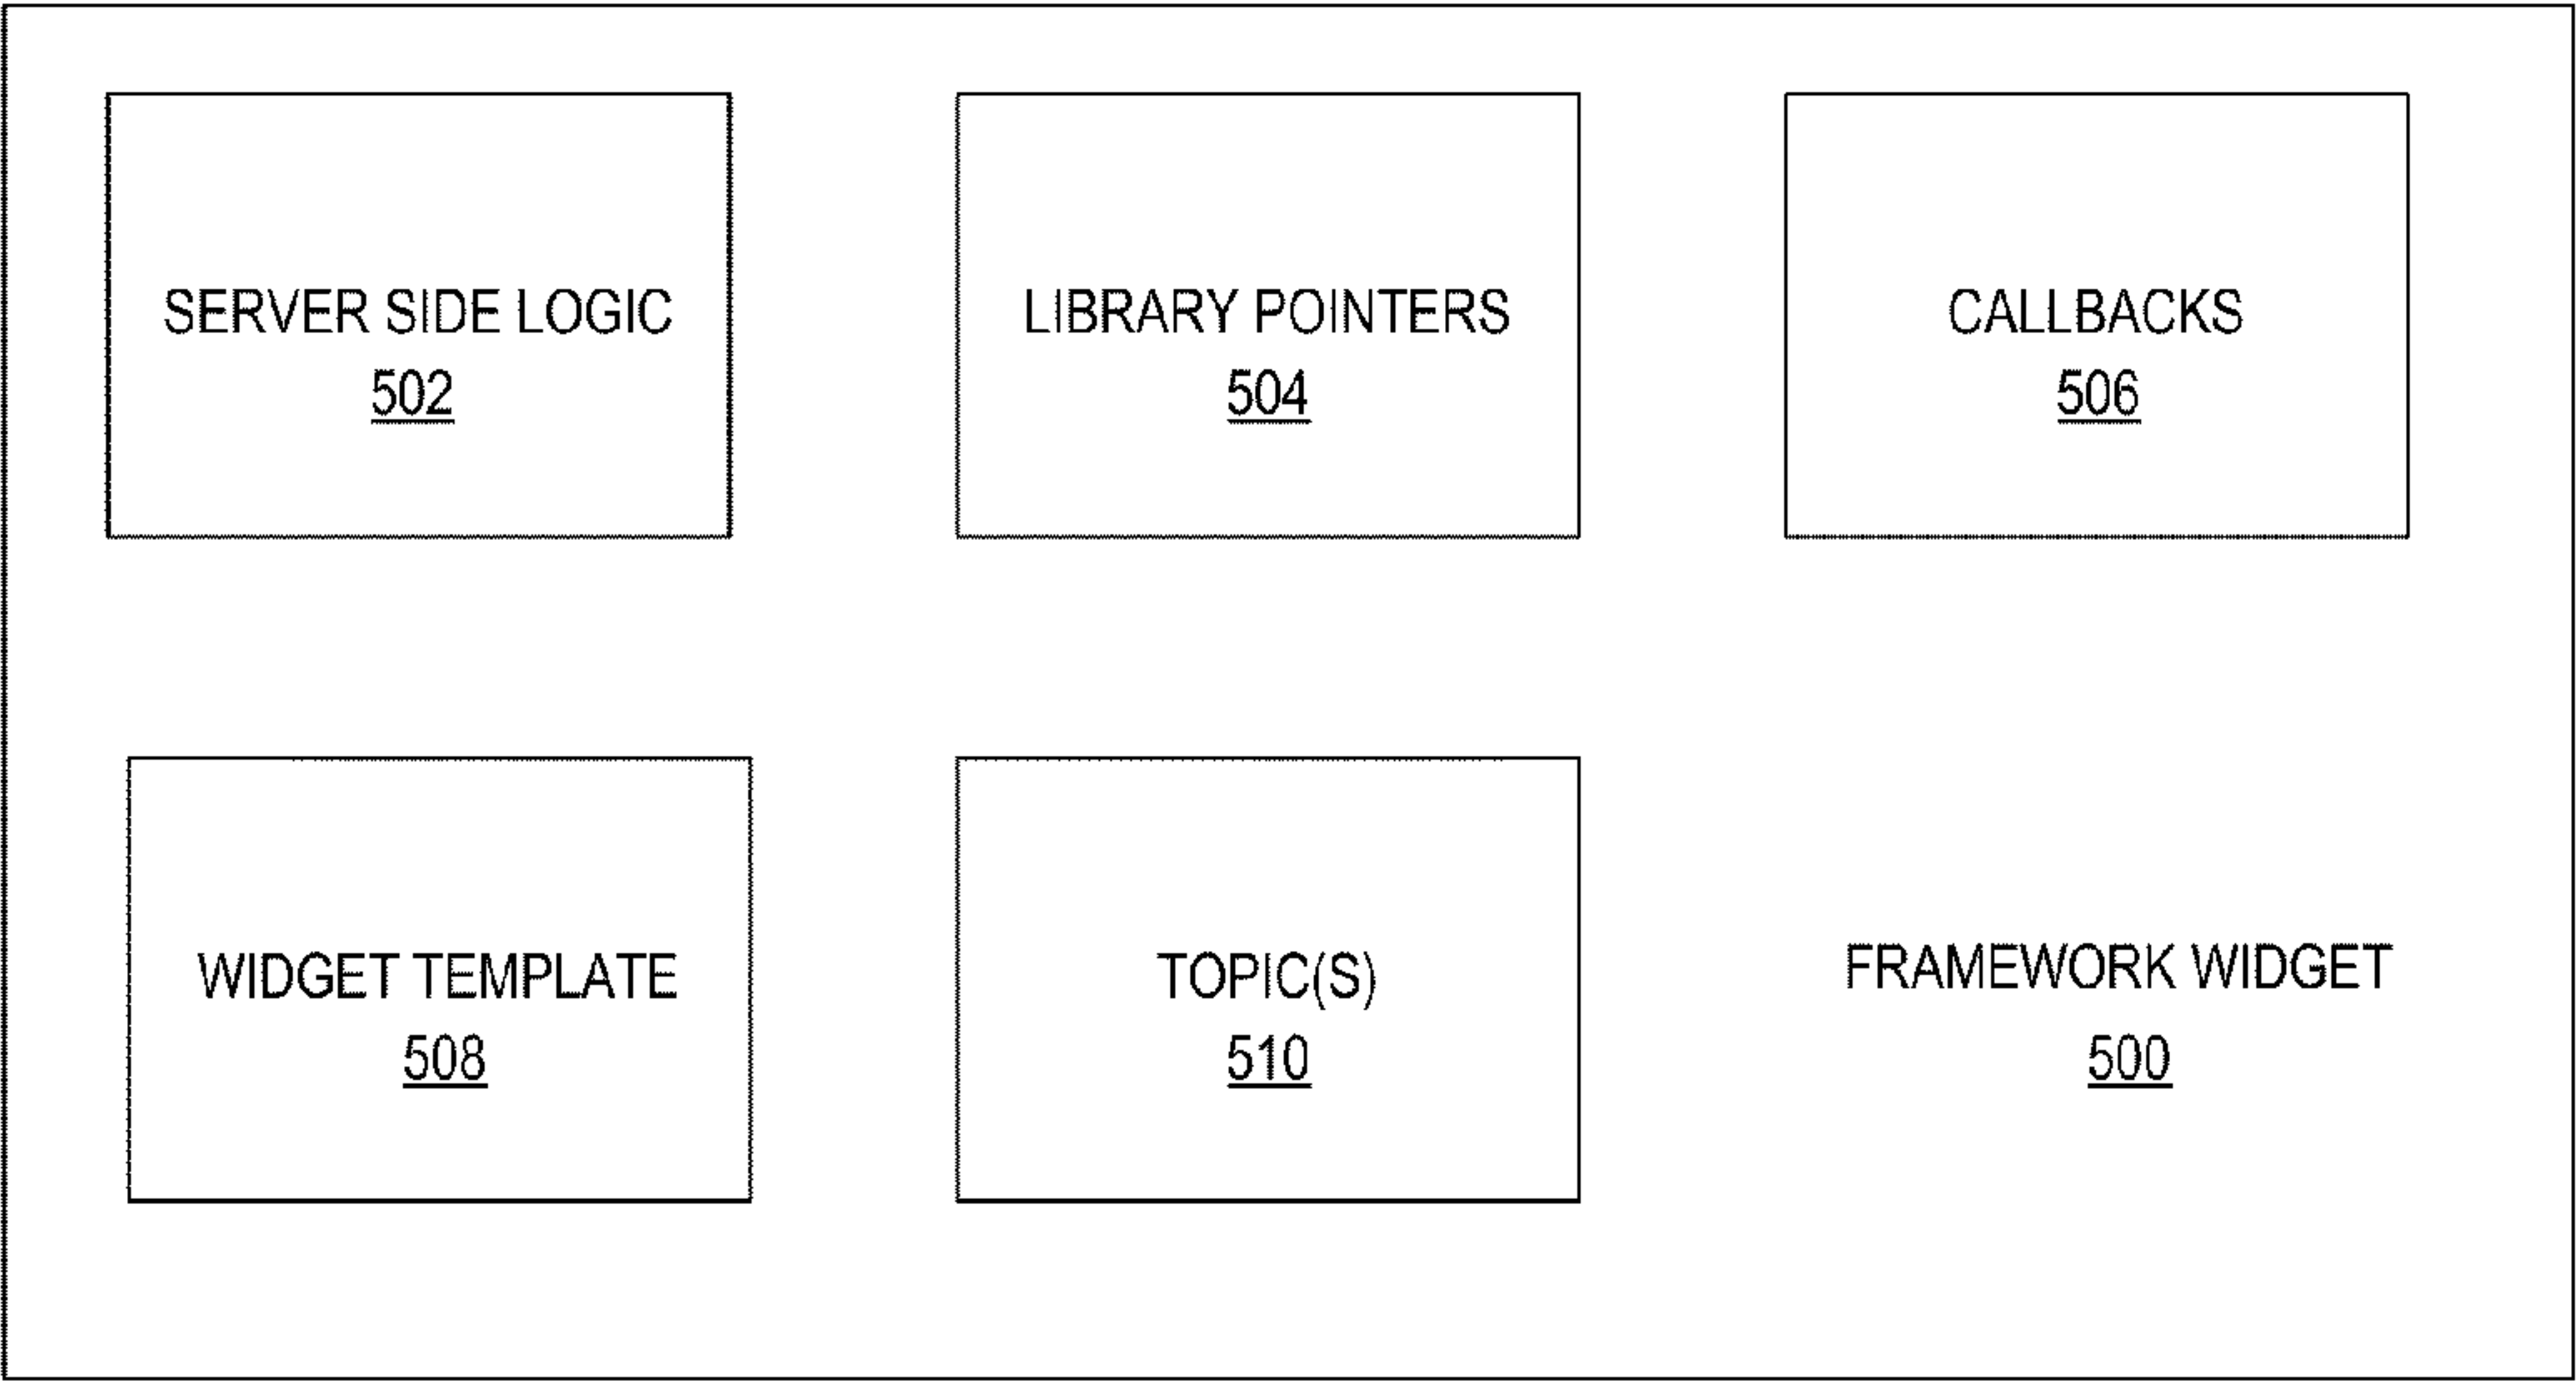 SERVER SIDE LOGIC
502
LIBRARY POINTERS
504
CALLBACKS
506
WIDGET TEMPLATE
508
TOPIC(S)
510
FRAMEWORK WIDGET
500